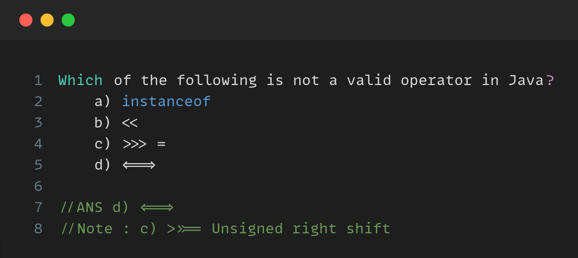 1 Which of the following is not a valid operator in Java?
2 a) instanceof
3 b) <<
4 c) >>> =
5 d) <==>
6
7 //ANS d) <==>
8 //Note : c) >>== Unsigned right shift